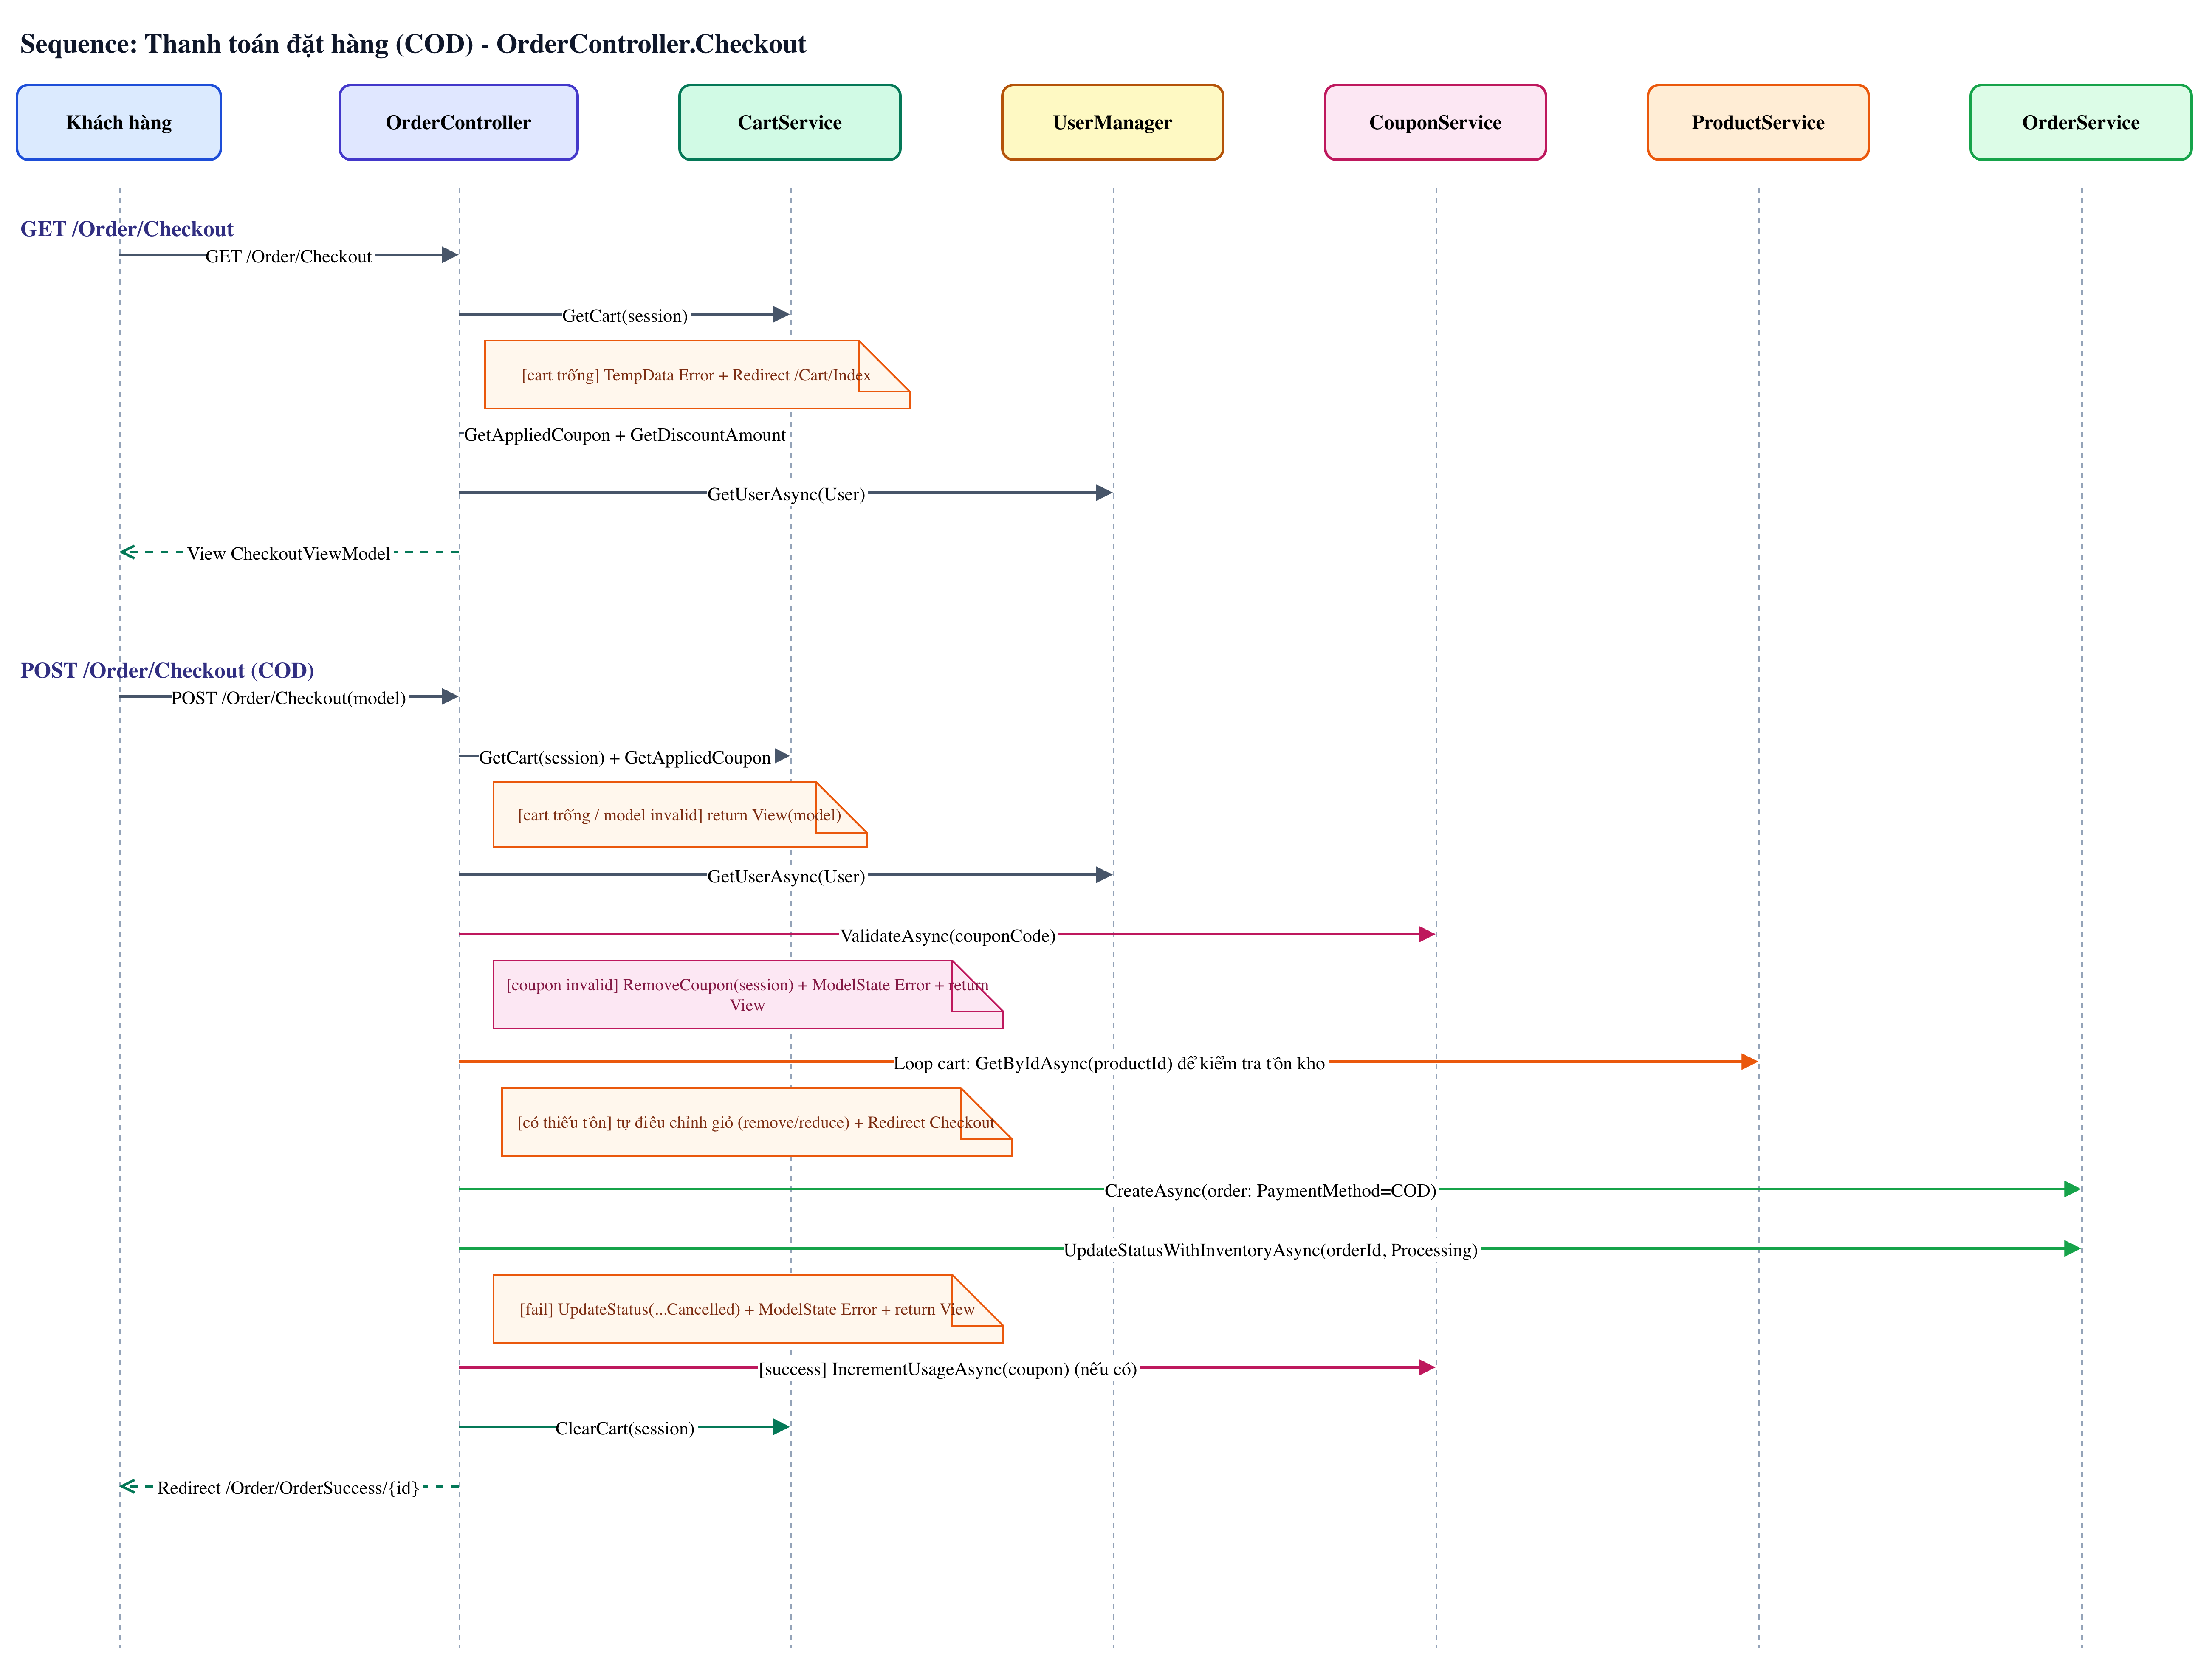 Sequence: Thanh toán đặt hàng (COD) - OrderController.Checkout
Khách hàng
OrderController
CartService
UserManager
CouponService
ProductService
OrderService
GET /Order/Checkout
GET /Order/Checkout
GetCart(session)
[cart trống] TempData Error + Redirect /Cart/Index
GetAppliedCoupon + GetDiscountAmount
GetUserAsync(User)
View CheckoutViewModel
POST /Order/Checkout (COD)
POST /Order/Checkout(model)
GetCart(session) + GetAppliedCoupon
[cart trống / model invalid] return View(model)
GetUserAsync(User)
ValidateAsync(couponCode)
[coupon invalid] RemoveCoupon(session) + ModelState Error + return
View
Loop cart: GetByIdAsync(productId) để kiểm tra tồn kho
[có thiếu tồn] tự điều chỉnh giỏ (remove/reduce) + Redirect Checkout
CreateAsync(order: PaymentMethod=COD)
UpdateStatusWithInventoryAsync(orderId, Processing)
[fail] UpdateStatus(...Cancelled) + ModelState Error + return View
[success] IncrementUsageAsync(coupon) (nếu có)
ClearCart(session)
Redirect /Order/OrderSuccess/{id}